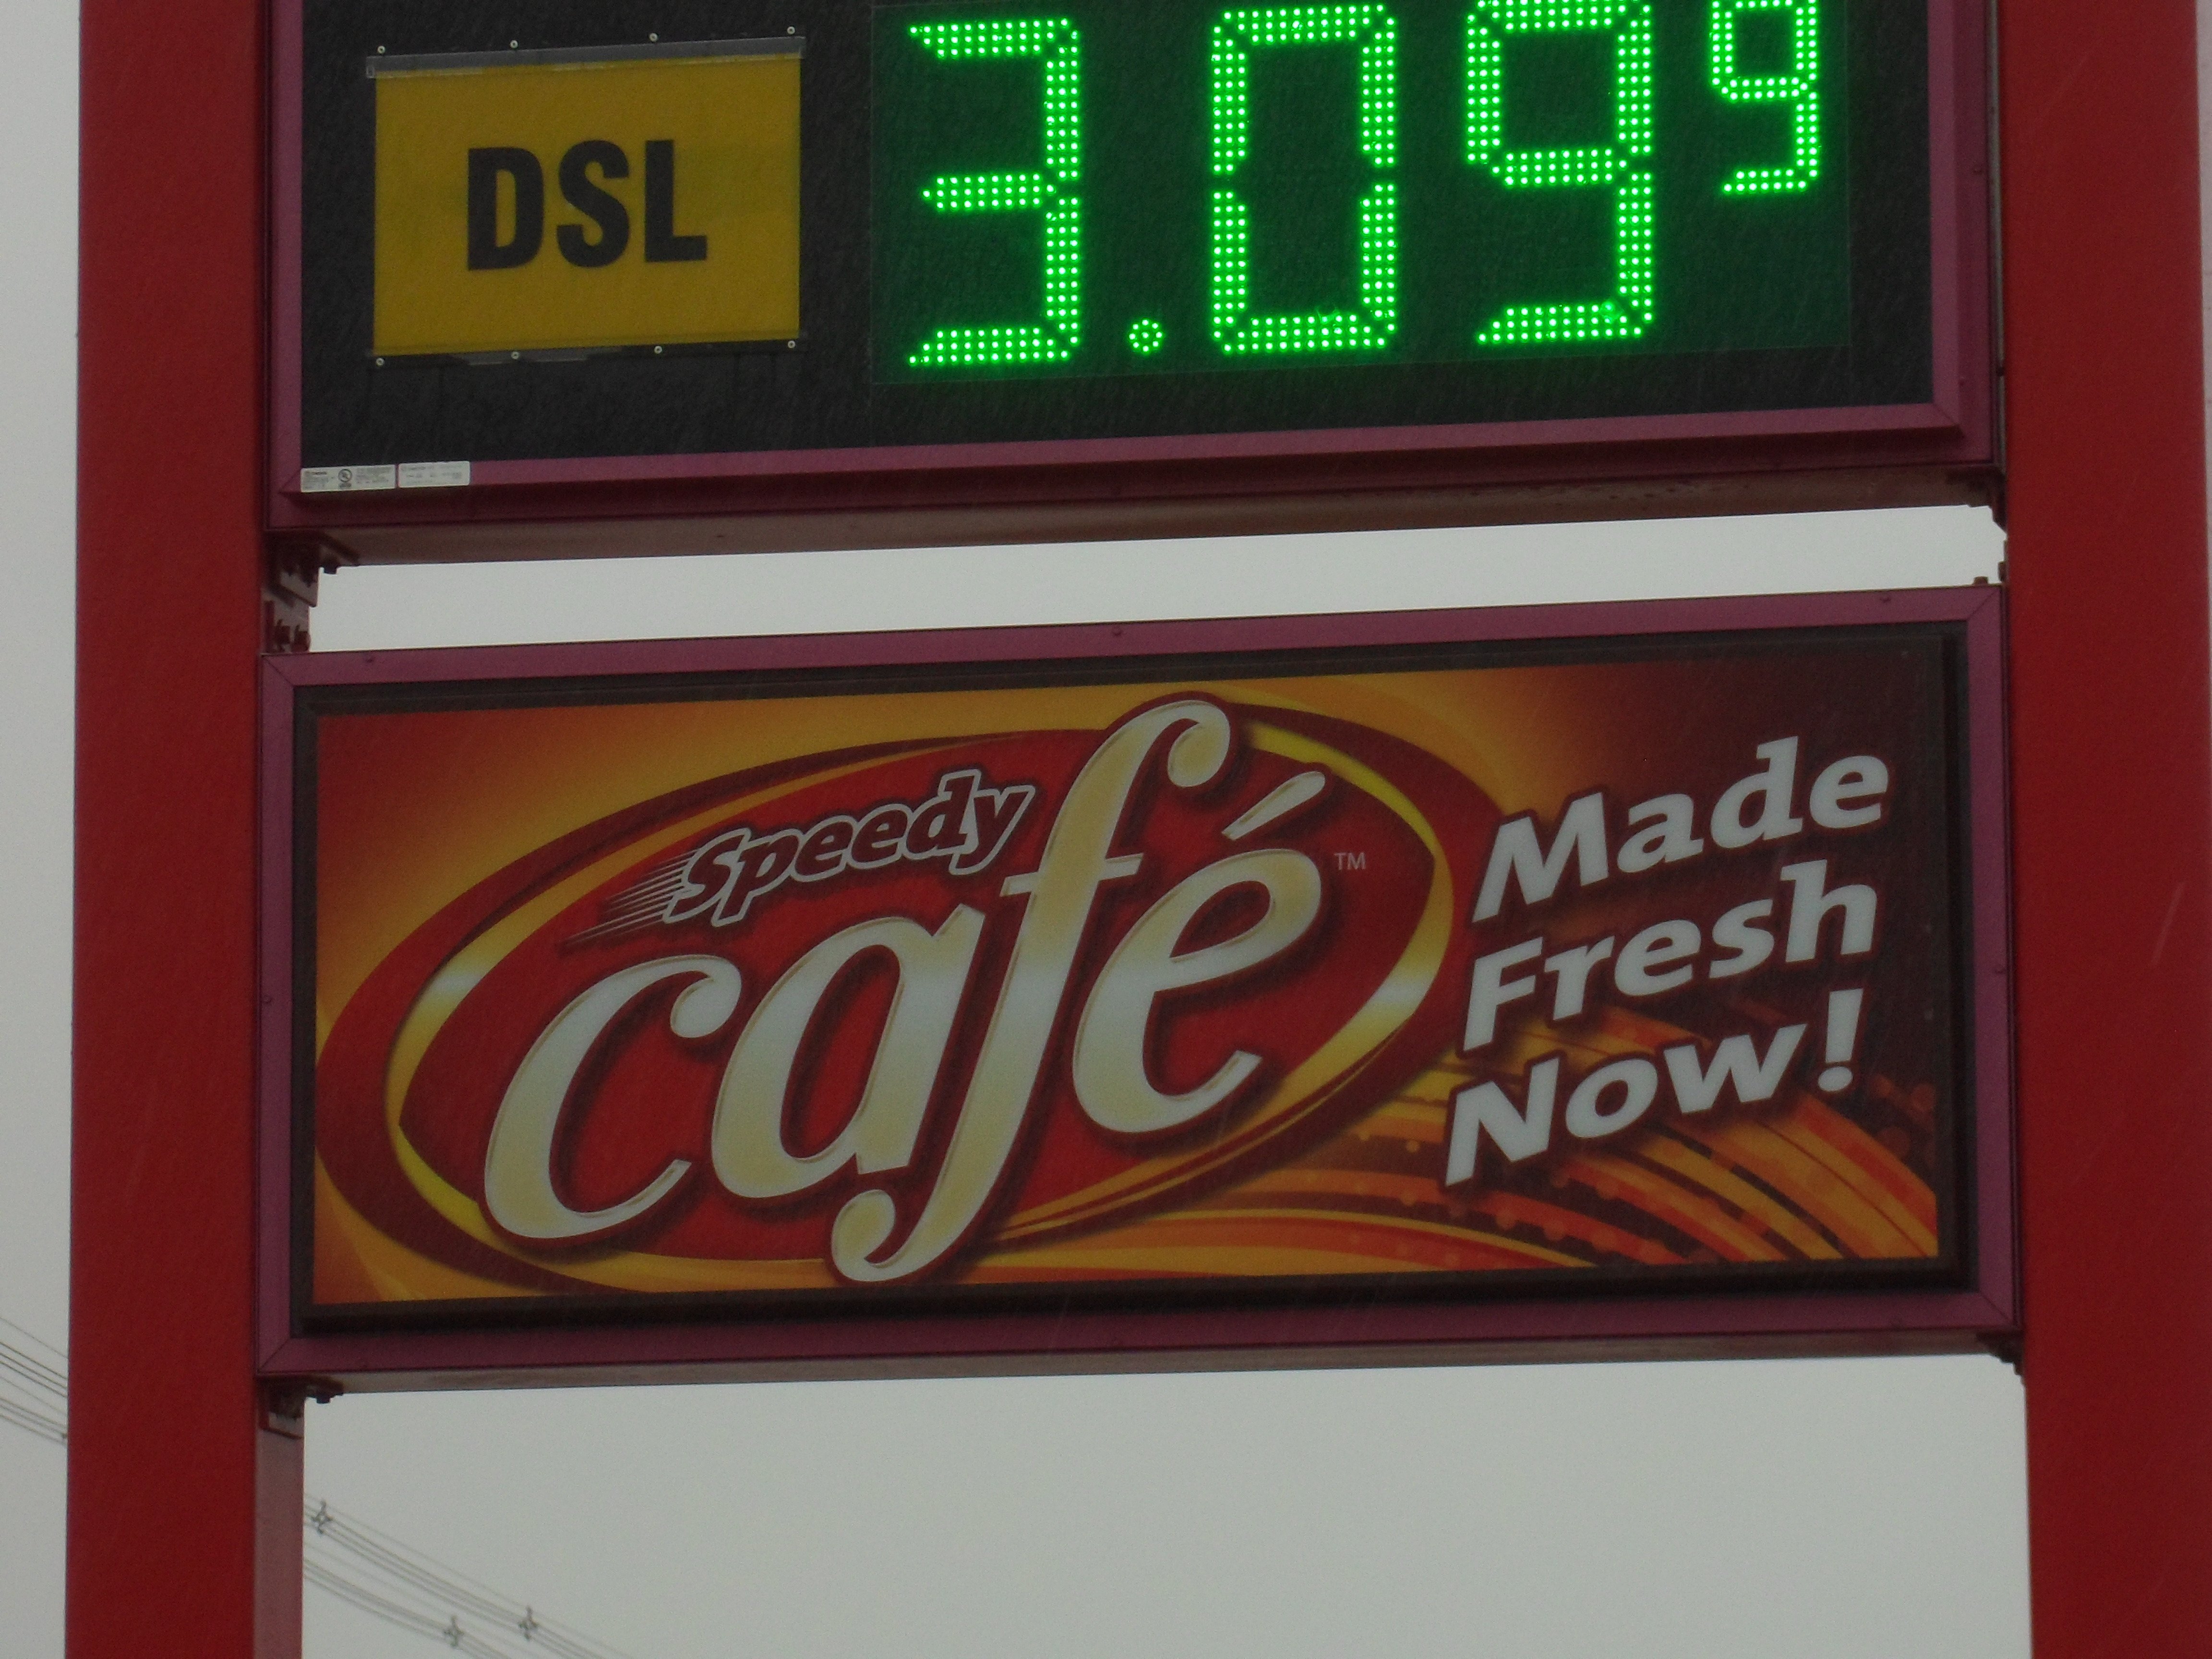 DSL 3.09 9
Speedy
café™
Made
Fresh
Now!